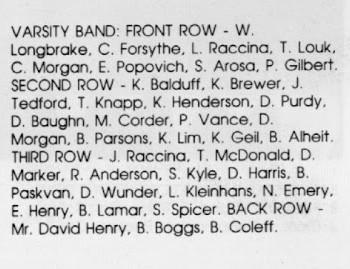 VARSITY BAND: FRONT ROW - W.
Longbrake, C. Forsythe, L. Raccina, T. Louk,
C. Morgan, E. Popovich, S. Arosa, P. Gilbert.
SECOND ROW - K. Balduff, K. Brewer, J.
Tedford, T. Knapp, K. Henderson, D. Purdy,
D. Baughn, M. Corder, P. Vance, D.
Morgan, B. Parsons, K. Lim, K. Geil, B. Alheit.
THIRD ROW - J. Raccina, T. McDonald, D.
Marker, R. Anderson, S. Kyle, D. Harris, B.
Paskvan, D. Wunder, L. Kleinhans, N. Emery,
E. Henry, B. Lamar, S. Spicer. BACK ROW -
Mr. David Henry, B. Boggs, B. Coleff.